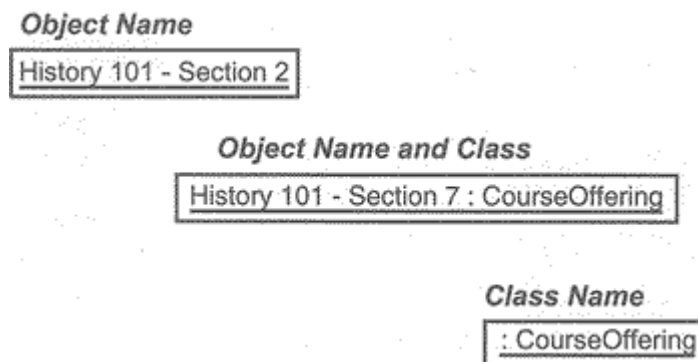 Object Name
History 101 - Section 2
Object Name and Class
History 101 - Section 7 : CourseOffering
Class Name
: CourseOffering